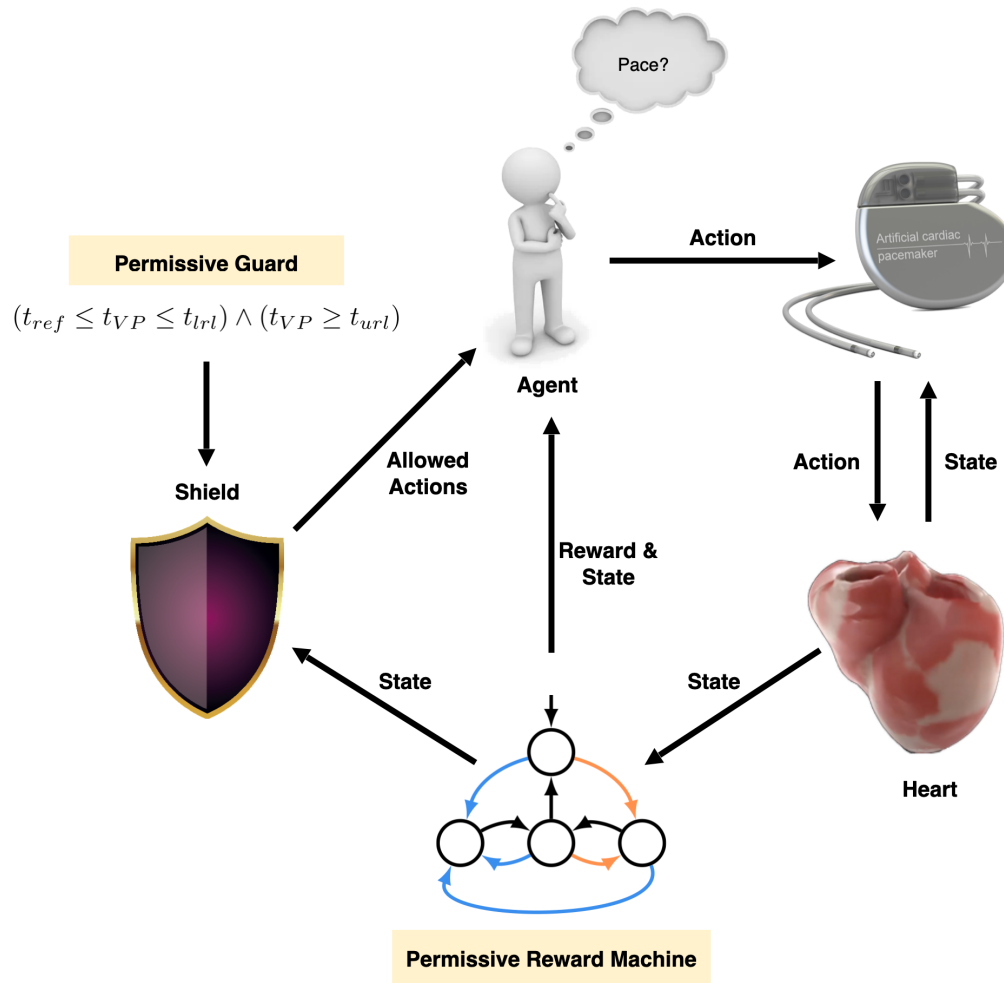 Pace?
Action
Artificial cardiac
pacemaker
Permissive Guard
(t_{ref} ≤ t_{VP} ≤ t_{lrl}) ∧ (t_{VP} ≥ t_{url})
Agent
Allowed
Actions
Action
State
Shield
Reward &
State
State
State
Heart
Permissive Reward Machine